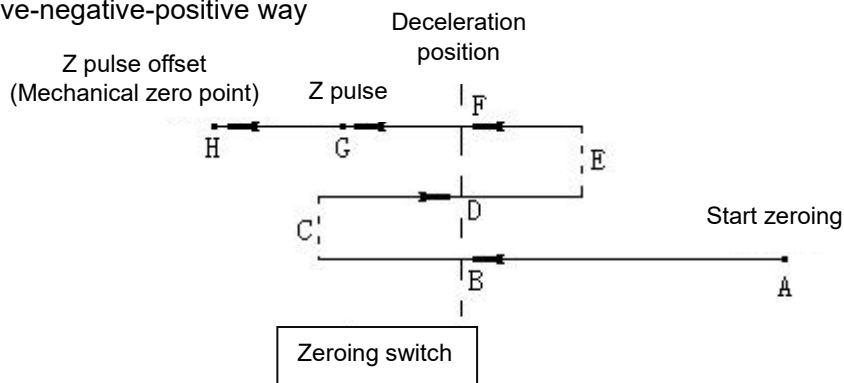 ve-negative-positive way
Deceleration
position
Z pulse offset
(Mechanical zero point)
Z pulse
F
H
G
E
D
C
Start zeroing
B
A
Zeroing switch